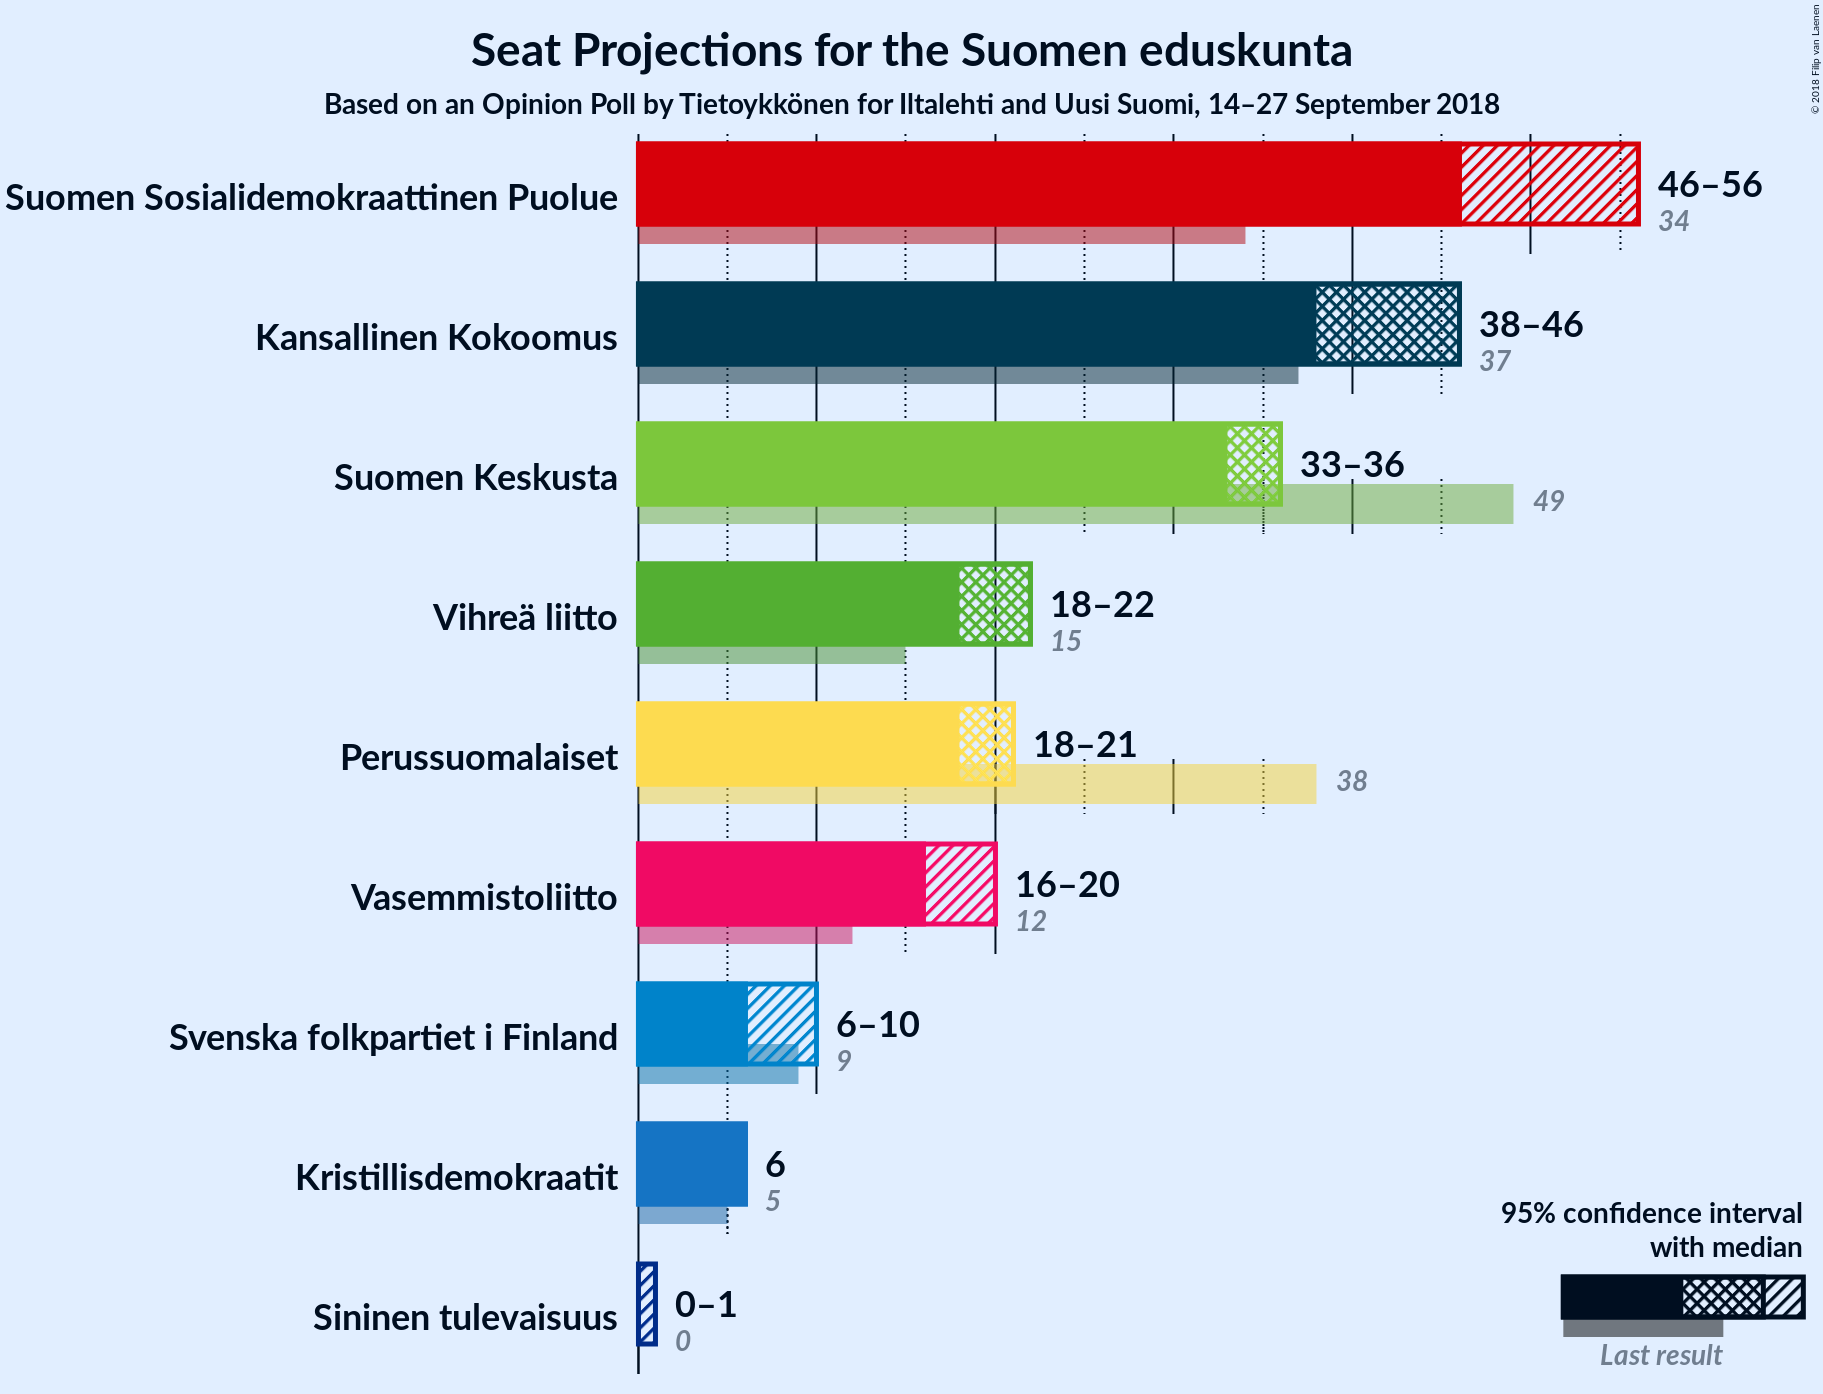 Seat Projections for the Suomen eduskunta
Based on an Opinion Poll by Tietoykkönen for Iltalehti and Uusi Suomi, 14–27 September 2018
© 2018 Filip van Laenen
Suomen Sosialidemokraattinen Puolue
46–56
34
Kansallinen Kokoomus
38–46
37
Suomen Keskusta
33–36
49
Vihreä liitto
18–22
15
Perussuomalaiset
18–21
38
Vasemmistoliitto
16–20
12
Svenska folkpartiet i Finland
6–10
9
Kristillisdemokraatit
6
5
Sininen tulevaisuus
0–1
0
95% confidence interval
with median
Last result